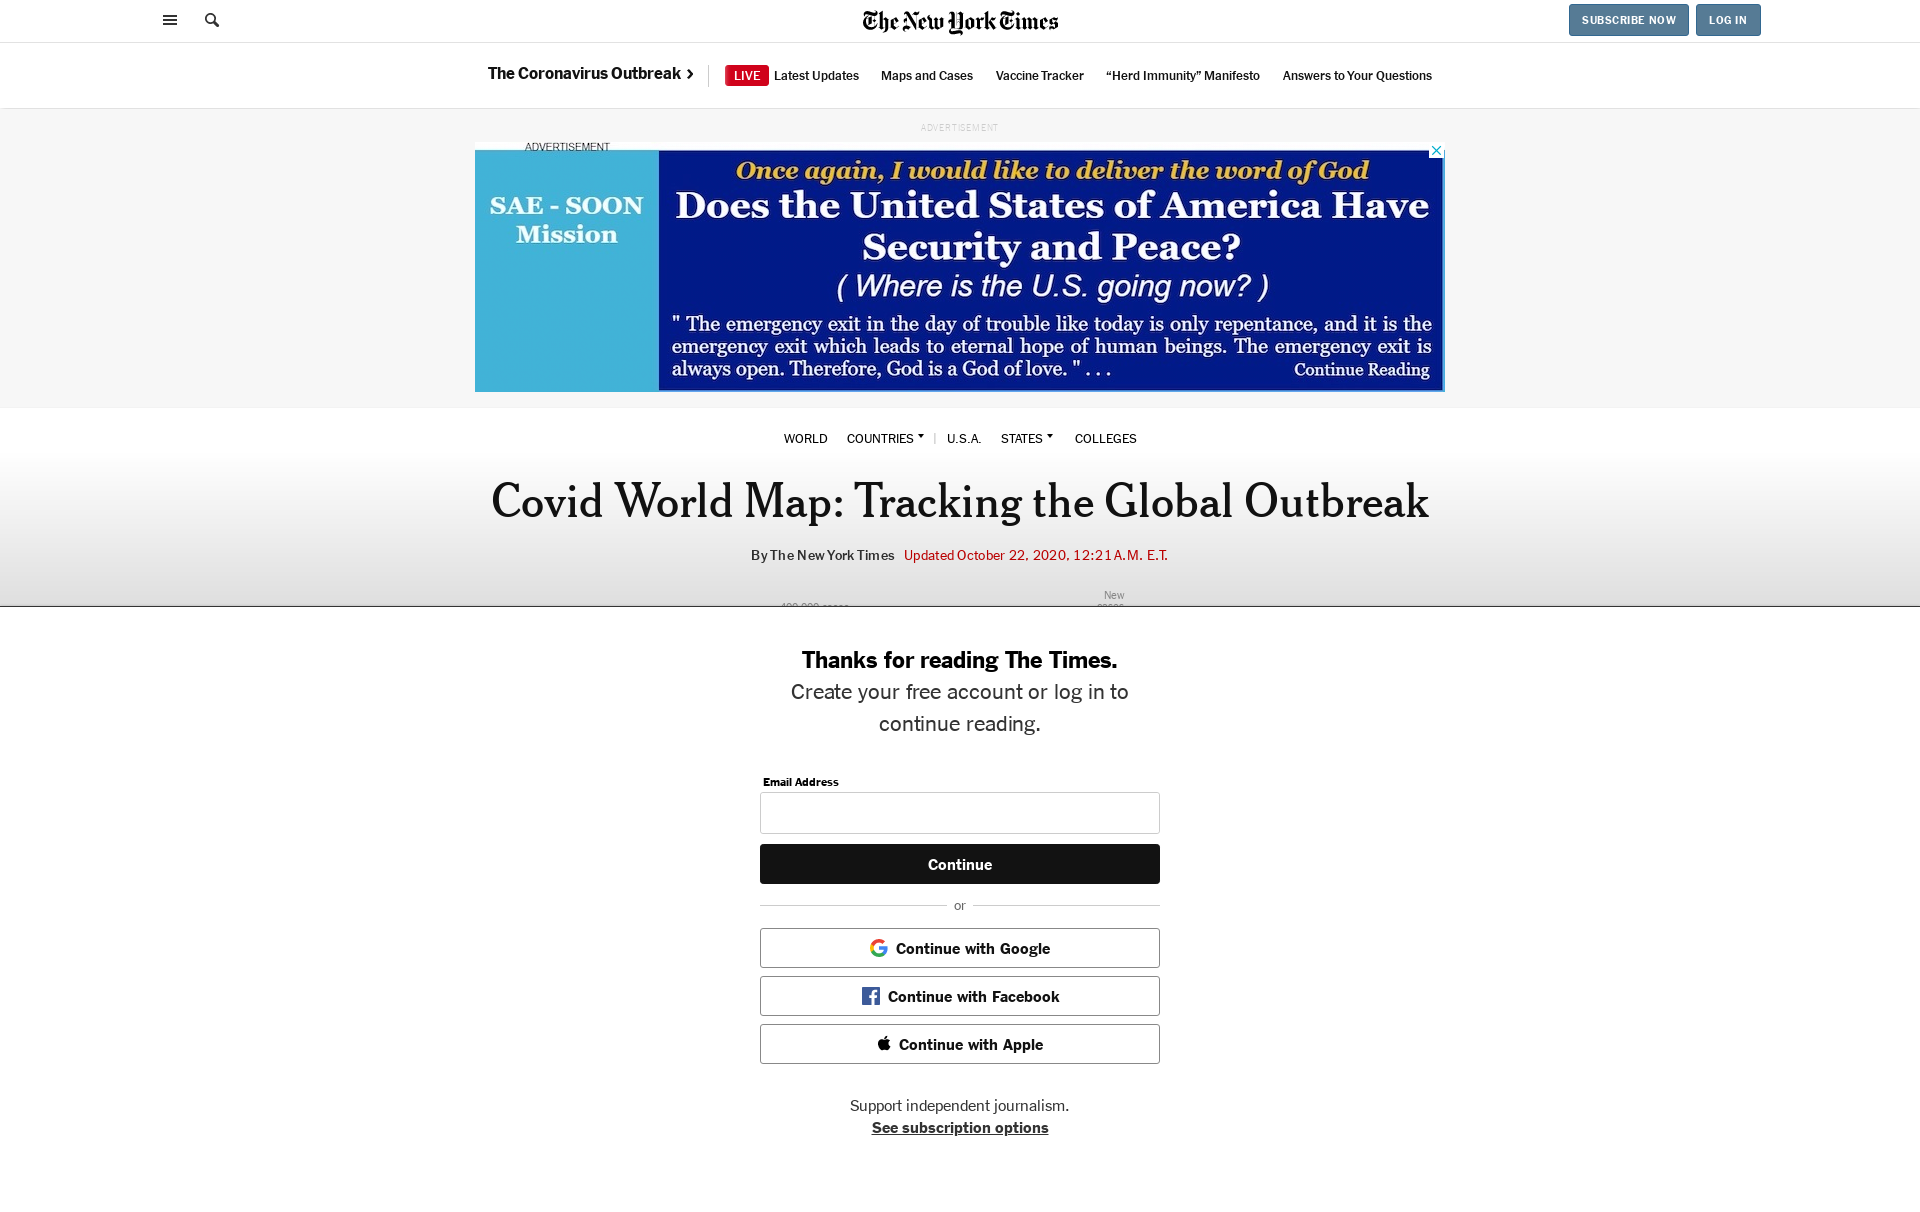 The New York Times
SUBSCRIBE NOW
LOG IN
The Coronavirus Outbreak
LIVE Latest Updates
Maps and Cases
Vaccine Tracker
“Herd Immunity” Manifesto
Answers to Your Questions
ADVERTISEMENT
ADVERTISEMENT
SAE - SOON
Mission
Once again, I would like to deliver the word of God
Does the United States of America Have
Security and Peace?
( Where is the U.S. going now? )
" The emergency exit in the day of trouble like today is only repentance, and it is the
emergency exit which leads to eternal hope of human beings. The emergency exit is
always open. Therefore, God is a God of love. " . . .
Continue Reading
WORLD
COUNTRIES
U.S.A.
STATES
COLLEGES
Covid World Map: Tracking the Global Outbreak
By The New York Times Updated October 22, 2020, 12:21 A.M. E.T.
New
Thanks for reading The Times.
Create your free account or log in to
continue reading.
Email Address
Continue
or
Continue with Google
Continue with Facebook
Continue with Apple
Support independent journalism.
See subscription options